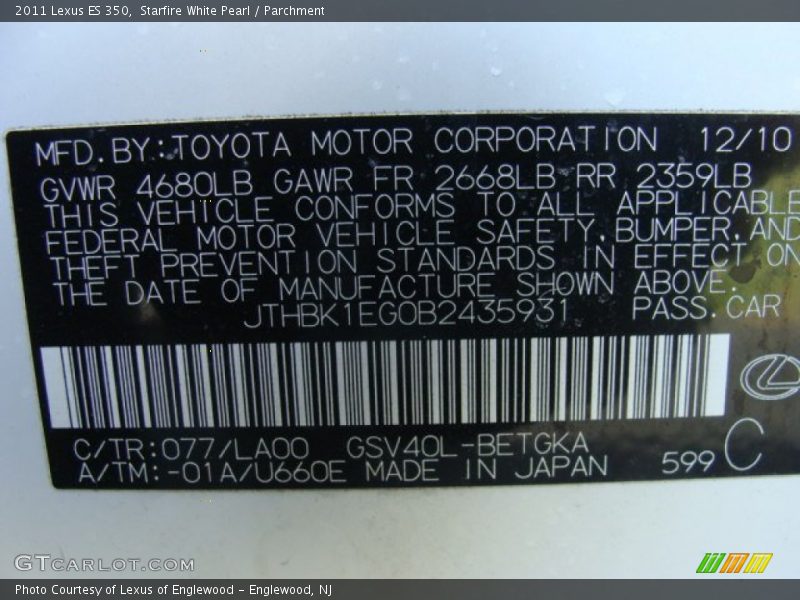 2011 Lexus ES 350, Starfire White Pearl / Parchment
MFD.BY:TOYOTA MOTOR CORPORATION 12/10
GVWR 4680LB GAWR FR 2668LB RR 2359LB
THIS VEHICLE CONFORMS TO ALL APPLICABLE
FEDERAL MOTOR VEHICLE SAFETY,BUMPER,AND
THEFT PREVENTION STANDARDS IN EFFECT ON
THE DATE OF MANUFACTURE SHOWN ABOVE.
JTHBK1EG0B2435931 PASS.CAR
C/TR:077/LA00 GSV40L-BETGKA
A/TM:-01A/U660E MADE IN JAPAN 599 C
GTCARLOT.COM
Photo Courtesy of Lexus of Englewood - Englewood, NJ